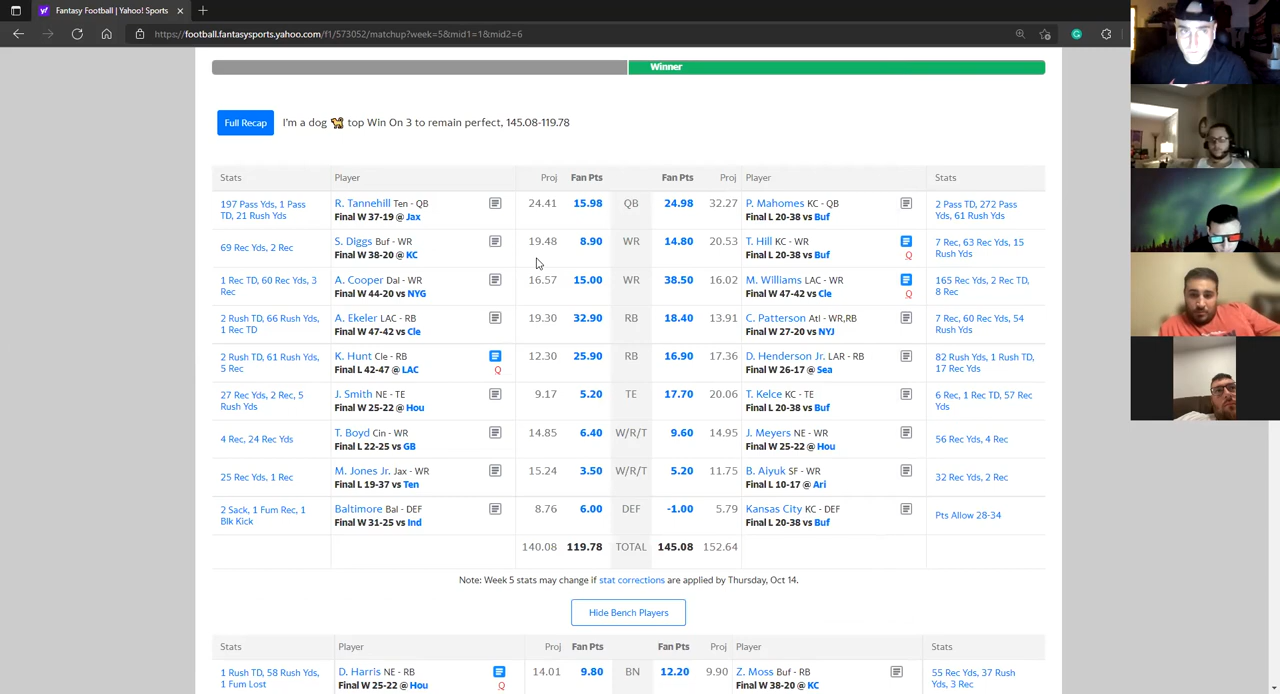 Fantasy Football | Yahoo! Sports
https://football.fantasysports.yahoo.com/f1/573052/matchup?week=5&mid1=1&mid2=6
Winner
Full Recap I'm a dog 🐕 top Win On 3 to remain perfect, 145.08-119.78
Stats Player Proj Fan Pts Fan Pts Proj Player Stats
197 Pass Yds, 1 Pass TD, 21 Rush Yds R. Tannehill Ten - QB 24.41 15.98 QB 24.98 32.27 P. Mahomes KC - QB 2 Pass TD, 272 Pass Yds, 61 Rush Yds
Final W 37-19 @ Jax Final L 20-38 vs Buf
69 Rec Yds, 2 Rec S. Diggs Buf - WR 19.48 8.90 WR 14.80 20.53 T. Hill KC - WR 7 Rec, 63 Rec Yds, 15 Rush Yds
Final W 38-20 @ KC Final L 20-38 vs Buf Q
1 Rec TD, 60 Rec Yds, 3 Rec A. Cooper Dal - WR 16.57 15.00 WR 38.50 16.02 M. Williams LAC - WR 165 Rec Yds, 2 Rec TD, 8 Rec
Final W 44-20 vs NYG Final W 47-42 vs Cle Q
2 Rush TD, 66 Rush Yds, 1 Rec TD A. Ekeler LAC - RB 19.30 32.90 RB 18.40 13.91 C. Patterson Atl - WR,RB 7 Rec, 60 Rec Yds, 54 Rush Yds
Final W 47-42 vs Cle Final W 27-20 vs NYJ
2 Rush TD, 61 Rush Yds, 5 Rec K. Hunt Cle - RB 12.30 25.90 RB 16.90 17.36 D. Henderson Jr. LAR - RB 82 Rush Yds, 1 Rush TD, 17 Rec Yds
Final L 42-47 @ LAC Q Final W 26-17 @ Sea
27 Rec Yds, 2 Rec, 5 Rush Yds J. Smith NE - TE 9.17 5.20 TE 17.70 20.06 T. Kelce KC - TE 6 Rec, 1 Rec TD, 57 Rec Yds
Final W 25-22 @ Hou Final L 20-38 vs Buf
4 Rec, 24 Rec Yds T. Boyd Cin - WR 14.85 6.40 W/R/T 9.60 14.95 J. Meyers NE - WR 56 Rec Yds, 4 Rec
Final L 22-25 vs GB Final W 25-22 @ Hou
25 Rec Yds, 1 Rec M. Jones Jr. Jax - WR 15.24 3.50 W/R/T 5.20 11.75 B. Aiyuk SF - WR 32 Rec Yds, 2 Rec
Final L 19-37 vs Ten Final L 10-17 @ Ari
2 Sack, 1 Fum Rec, 1 Blk Kick Baltimore Bal - DEF 8.76 6.00 DEF -1.00 5.79 Kansas City KC - DEF Pts Allow 28-34
Final W 31-25 vs Ind Final L 20-38 vs Buf
140.08 119.78 TOTAL 145.08 152.64
Note: Week 5 stats may change if stat corrections are applied by Thursday, Oct 14.
Hide Bench Players
Stats Player Proj Fan Pts Fan Pts Proj Player Stats
1 Rush TD, 58 Rush Yds, 1 Fum Lost D. Harris NE - RB 14.01 9.80 BN 12.20 9.90 Z. Moss Buf - RB 55 Rec Yds, 37 Rush Yds, 3 Rec
Final W 25-22 @ Hou Q Final W 38-20 @ KC